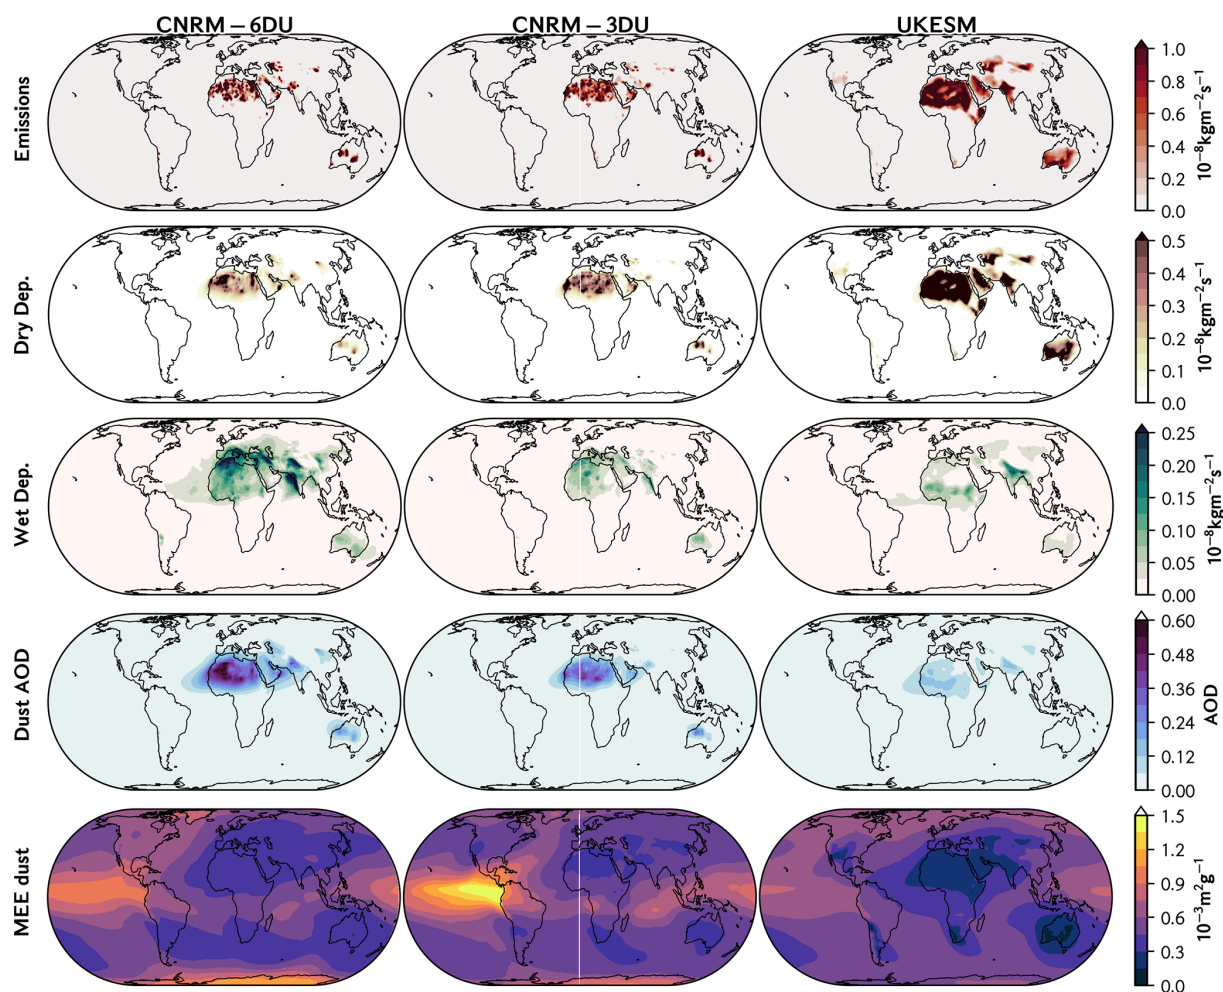 CNRM – 6DU CNRM – 3DU UKESM
Emissions
1.0
0.8
0.6
0.4
0.2
0.0
10⁻⁸kgm⁻²s⁻¹
Dry Dep.
0.5
0.4
0.3
0.2
0.1
0.0
10⁻⁸kgm⁻²s⁻¹
Wet Dep.
0.25
0.20
0.15
0.10
0.05
0.00
10⁻⁸kgm⁻²s⁻¹
Dust AOD
0.60
0.48
0.36
0.24
0.12
0.00
AOD
MEE dust
1.5
1.2
0.9
0.6
0.3
0.0
10⁻³m²g⁻¹